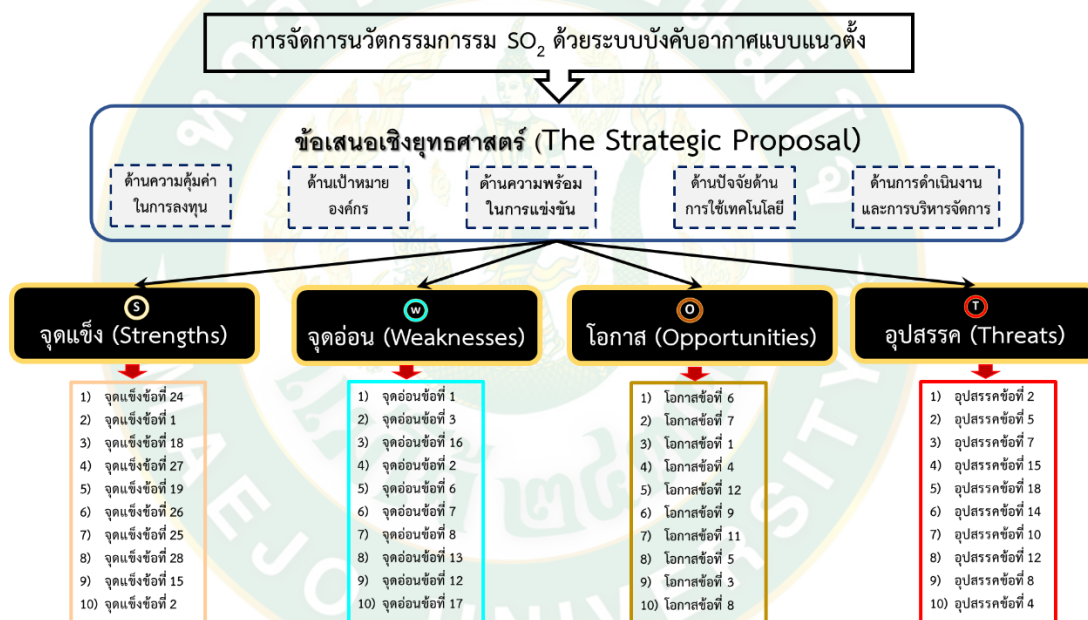 การจัดการนวัตกรรมการรม SO2 ด้วยระบบบังคับอากาศแบบแนวตั้ง
ข้อเสนอเชิงยุทธศาสตร์ (The Strategic Proposal)
ด้านความคุ้มค่า
ในการลงทุน
ด้านเป้าหมาย
องค์กร
ด้านความพร้อม
ในการแข่งขัน
ด้านปัจจัยด้าน
การใช้เทคโนโลยี
ด้านการดำเนินงาน
และการบริหารจัดการ
S
จุดแข็ง (Strengths)
W
จุดอ่อน (Weaknesses)
O
โอกาส (Opportunities)
T
อุปสรรค (Threats)
1) จุดแข็งข้อที่ 24
2) จุดแข็งข้อที่ 1
3) จุดแข็งข้อที่ 18
4) จุดแข็งข้อที่ 27
5) จุดแข็งข้อที่ 19
6) จุดแข็งข้อที่ 26
7) จุดแข็งข้อที่ 25
8) จุดแข็งข้อที่ 28
9) จุดแข็งข้อที่ 15
10) จุดแข็งข้อที่ 2
1) จุดอ่อนข้อที่ 1
2) จุดอ่อนข้อที่ 3
3) จุดอ่อนข้อที่ 16
4) จุดอ่อนข้อที่ 2
5) จุดอ่อนข้อที่ 6
6) จุดอ่อนข้อที่ 7
7) จุดอ่อนข้อที่ 8
8) จุดอ่อนข้อที่ 13
9) จุดอ่อนข้อที่ 12
10) จุดอ่อนข้อที่ 17
1) โอกาสข้อที่ 6
2) โอกาสข้อที่ 7
3) โอกาสข้อที่ 1
4) โอกาสข้อที่ 4
5) โอกาสข้อที่ 12
6) โอกาสข้อที่ 9
7) โอกาสข้อที่ 11
8) โอกาสข้อที่ 5
9) โอกาสข้อที่ 3
10) โอกาสข้อที่ 8
1) อุปสรรคข้อที่ 2
2) อุปสรรคข้อที่ 5
3) อุปสรรคข้อที่ 7
4) อุปสรรคข้อที่ 15
5) อุปสรรคข้อที่ 18
6) อุปสรรคข้อที่ 14
7) อุปสรรคข้อที่ 10
8) อุปสรรคข้อที่ 12
9) อุปสรรคข้อที่ 8
10) อุปสรรคข้อที่ 4
MAEJO UNIVERSITY